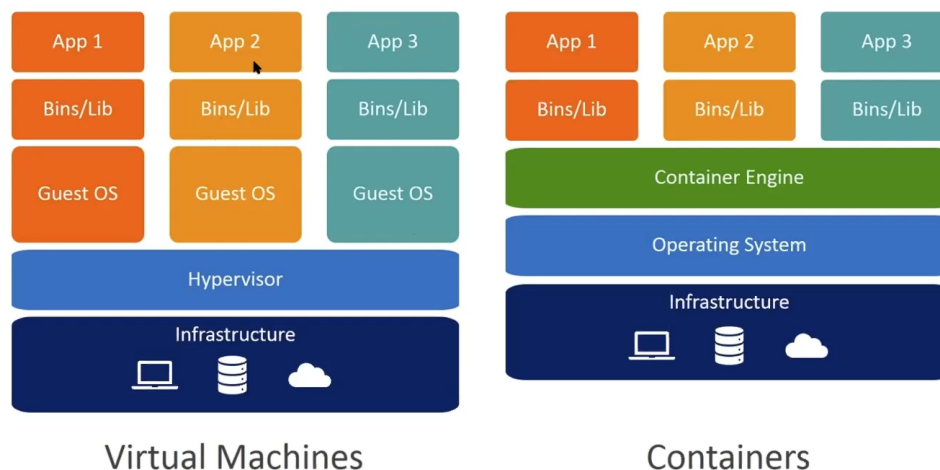 App 1
App 2
App 3
Bins/Lib
Bins/Lib
Bins/Lib
Guest OS
Guest OS
Guest OS
Hypervisor
Infrastructure
Virtual Machines
App 1
App 2
App 3
Bins/Lib
Bins/Lib
Bins/Lib
Container Engine
Operating System
Infrastructure
Containers